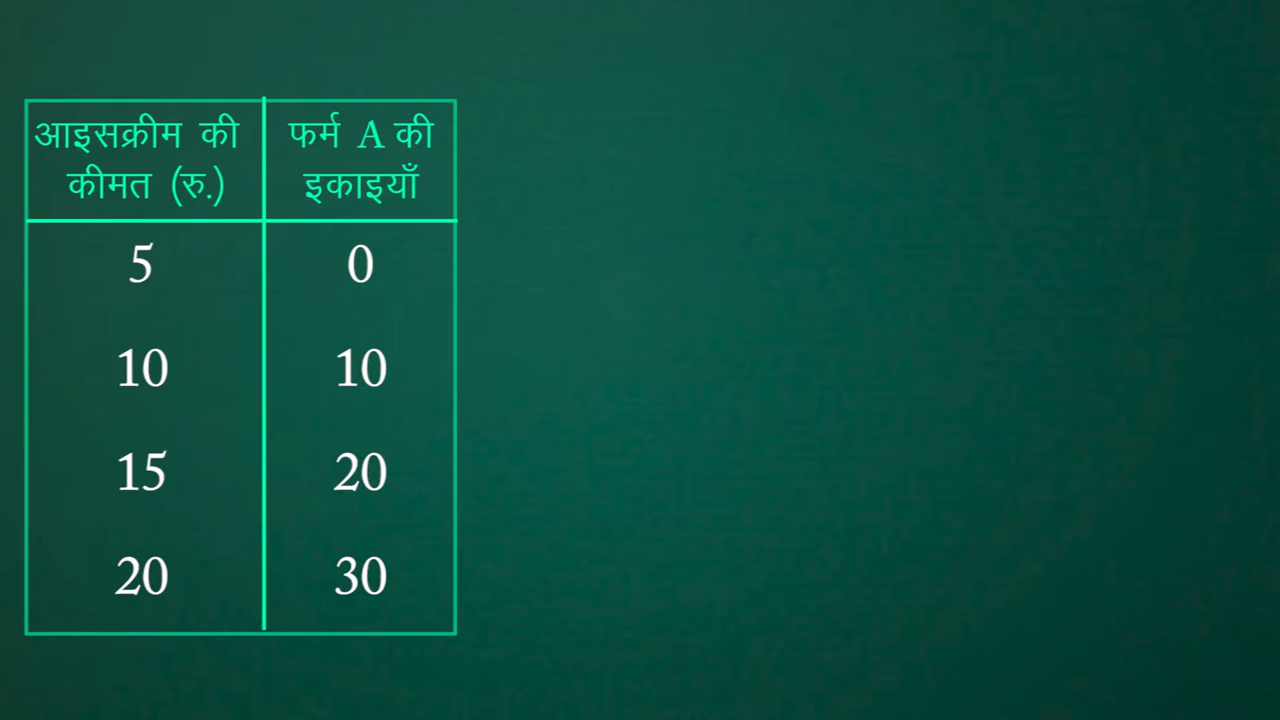 आइसक्रीम की
कीमत (रु.)
फर्म A की
इकाइयाँ
5 0
10 10
15 20
20 30